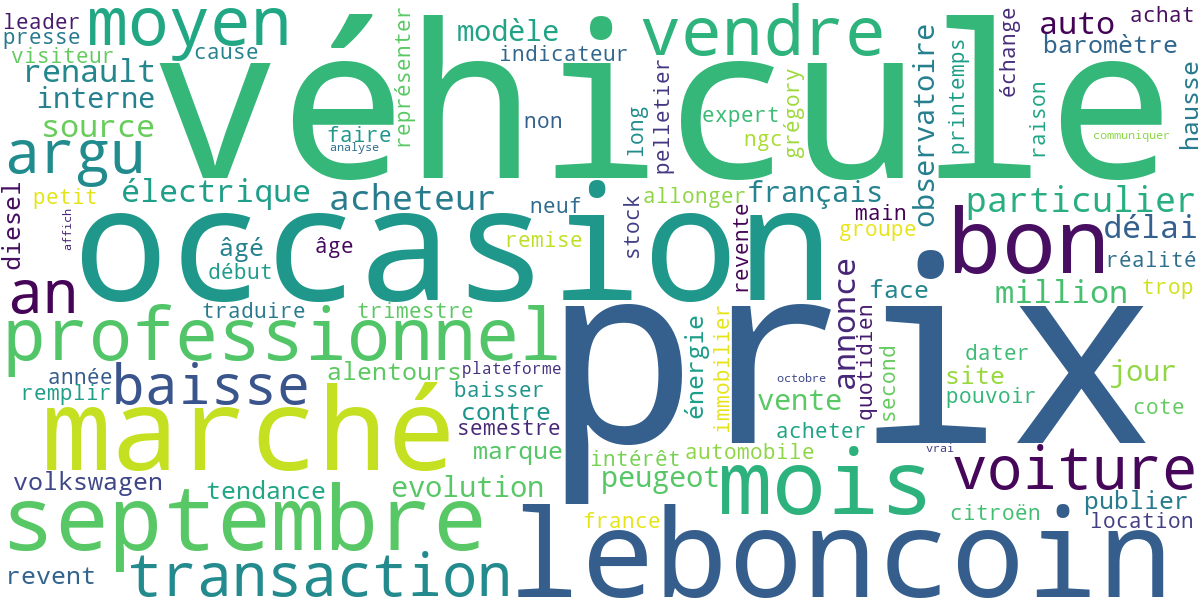 leader
presse
visiteur
moyen
cause
représenter
modèle
indicateur
vendre
auto
achat
baromètre
échange
observatoire
printemps
hausse
renault
interne
source
argu
véhicule
faire
analyse
non
long
pelletier
expert
ngc
grégory
raison
communiquer
diesel
petit
affich
électrique
acheteur
neuf
allonger
français
particulier
occasion
âgé
âge
début
remise
stock
revente
main
groupe
bon
délai
réalité
an
traduire
trimestre
annonce
face
million
trop
professionnel
prix
énergie
immobilier
quotidien
second
dater
site
pouvoir
jour
cote
année
remplir
baisse
alentours
plateforme
baisser
octobre
contre
semestre
vente
acheter
marché
marque
intérêt
automobile
peugeot
mois
vrai
voiture
volkswagen
tendance
evolution
publier
septembre
france
citroën
location
leboncoin
revent
transaction